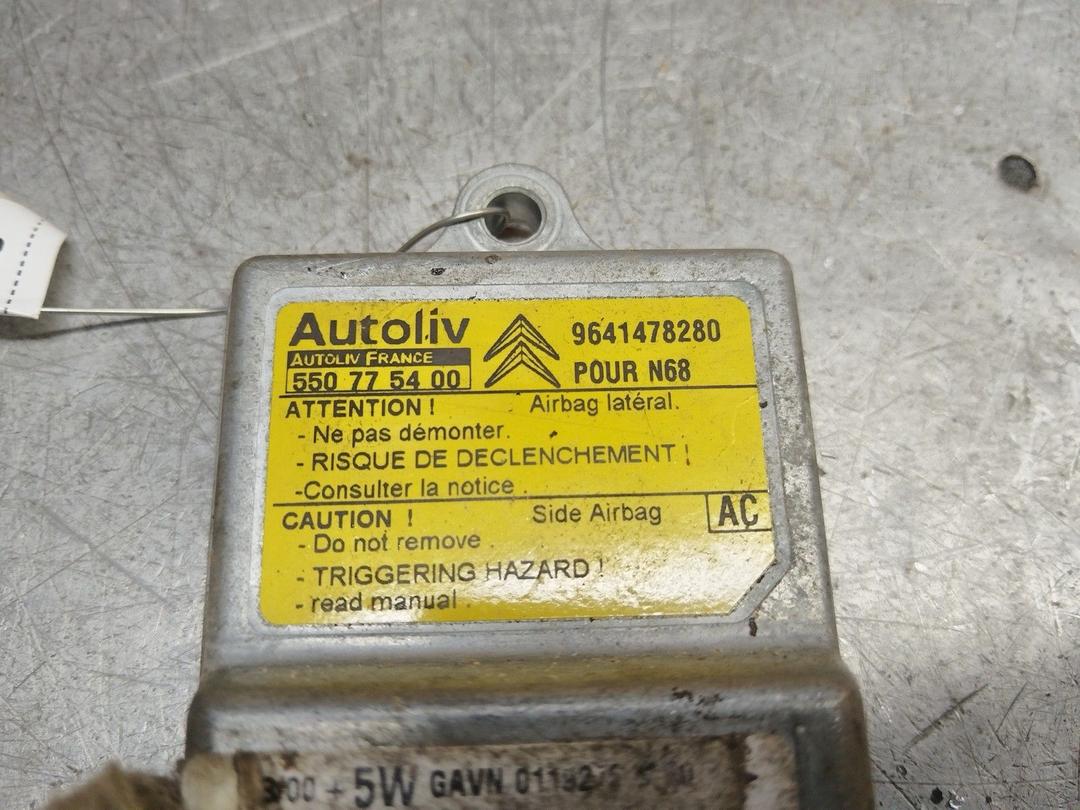 Autoliv
AUTOLIV FRANCE
550 77 54 00
9641478280
POUR N68
ATTENTION ! Airbag latéral.
- Ne pas démonter.
- RISQUE DE DECLENCHEMENT !
-Consulter la notice .
CAUTION ! Side Airbag AC
- Do not remove .
- TRIGGERING HAZARD !
- read manual .
/00 + 5W GAVN